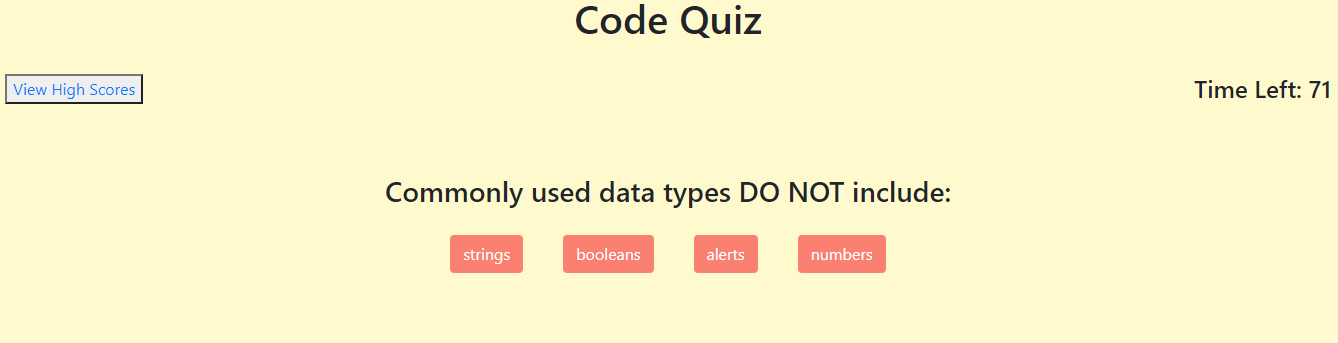 Code Quiz
View High Scores
Time Left: 71
Commonly used data types DO NOT include:
strings booleans alerts numbers